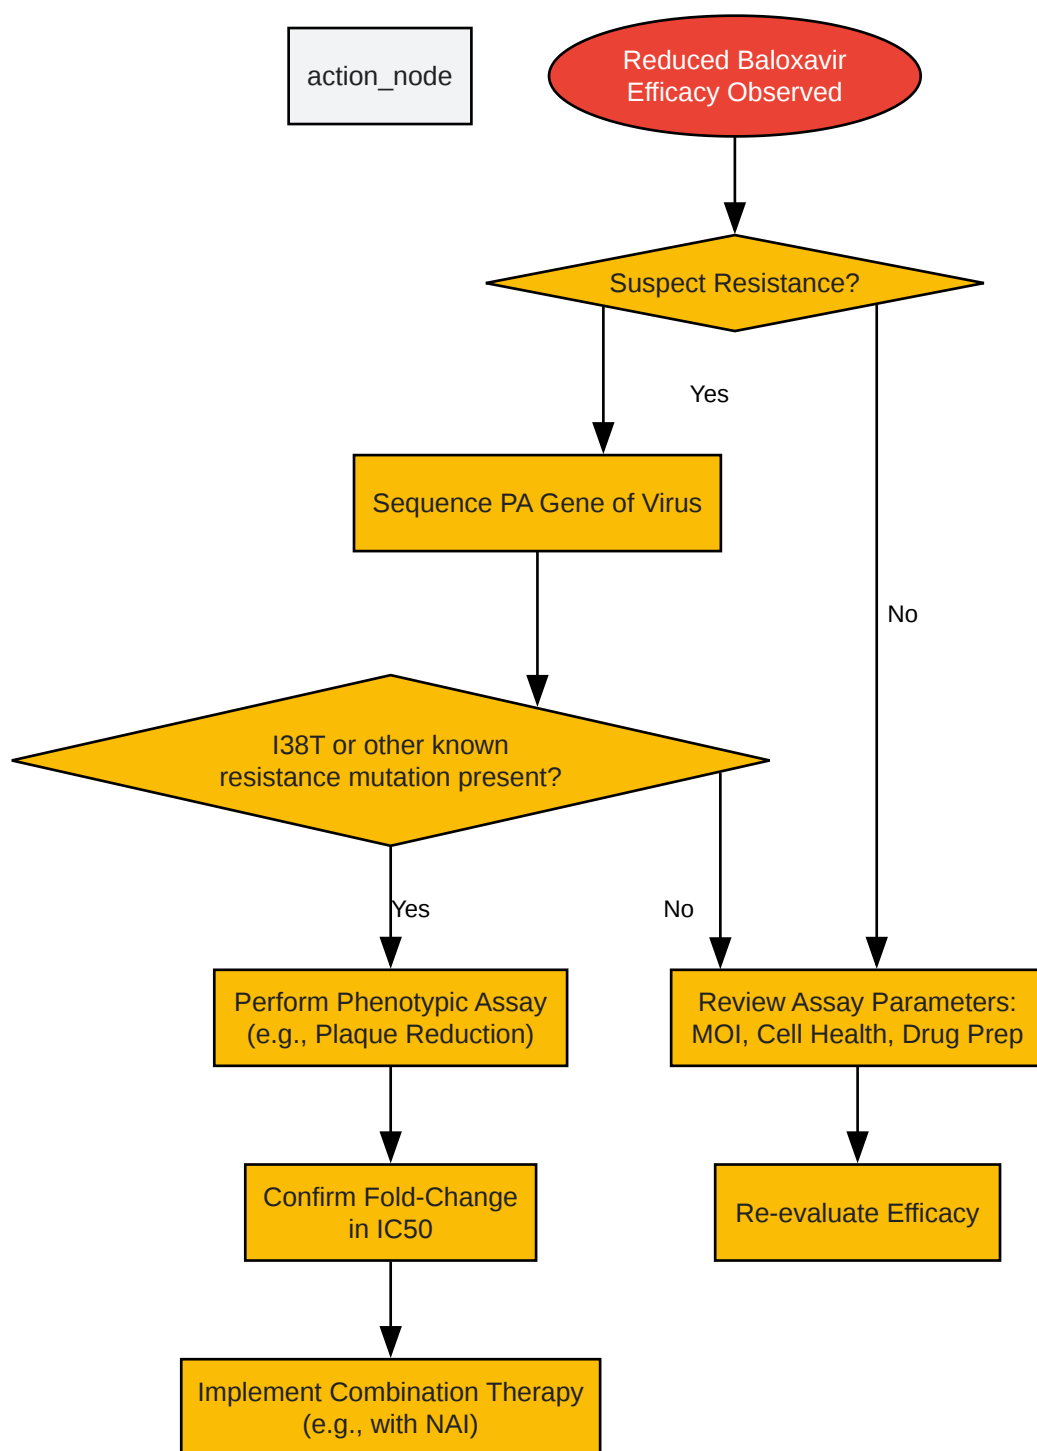 action_node
Reduced Baloxavir
Efficacy Observed
Suspect Resistance?
Yes
Sequence PA Gene of Virus
No
I38T or other known
resistance mutation present?
Yes
No
Perform Phenotypic Assay
(e.g., Plaque Reduction)
Review Assay Parameters:
MOI, Cell Health, Drug Prep
Confirm Fold-Change
in IC50
Re-evaluate Efficacy
Implement Combination Therapy
(e.g., with NAI)